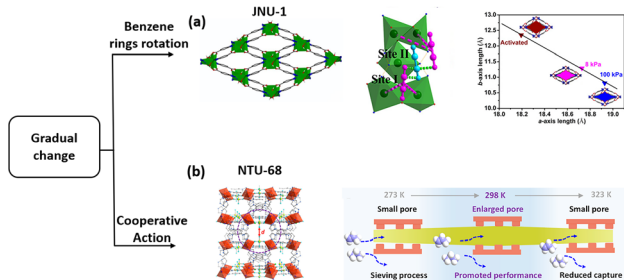 Benzene
rings rotation
(a)
JNU-1
Site II
Site I
b-axis length (Å)
13.0
12.5
12.0
11.5
11.0
10.5
10.0
Activated
8 kPa
100 kPa
18.0 18.2 18.4 18.6 18.8 19.0
a-axis length (Å)
Gradual
change
(b)
NTU-68
Cooperative
Action
d
273 K 298 K 323 K
Small pore Enlarged pore Small pore
Sieving process Promoted performance Reduced capture